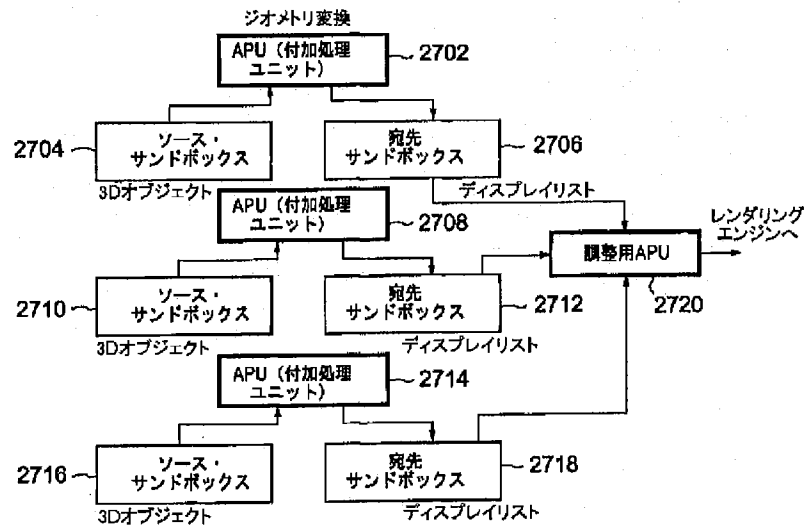 ジオメトリ変換
APU（付加処理
ユニット）
2702
2704
ソース・
サンドボックス
3Dオブジェクト
宛先
サンドボックス
2706
ディスプレイリスト
APU（付加処理
ユニット）
2708
レンダリング
エンジンへ
調整用APU
2720
2710
ソース・
サンドボックス
3Dオブジェクト
宛先
サンドボックス
2712
ディスプレイリスト
APU（付加処理
ユニット）
2714
2716
ソース・
サンドボックス
3Dオブジェクト
宛先
サンドボックス
2718
ディスプレイリスト